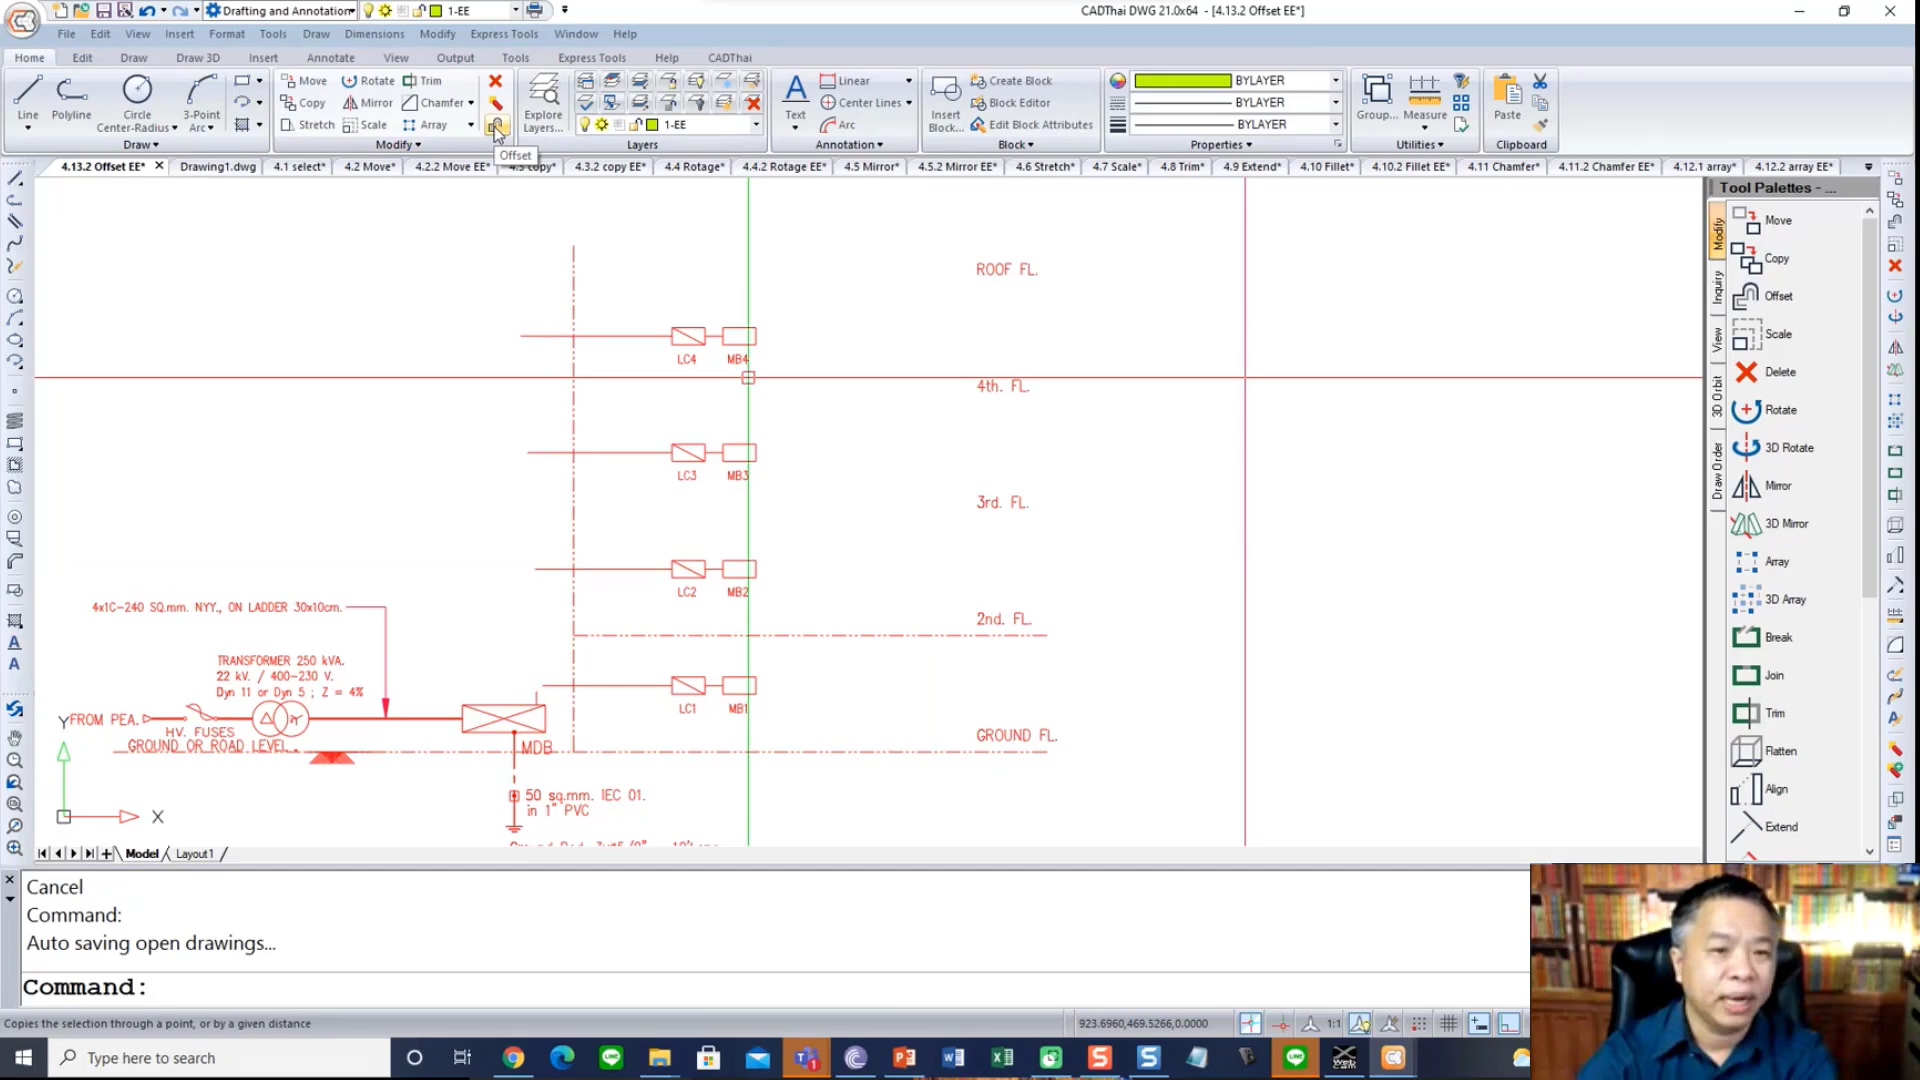 Drafting and Annotation
1-EE
CADThai DWG 21.0x64 - [4.13.2 Offset EE*]
File Edit View Insert Format Tools Draw Dimensions Modify Express Tools Window Help
Home Edit Draw Draw 3D Insert Annotate View Output Tools Express Tools Help CADThai
Line
Polyline
Circle
Center-Radius
3-Point
Arc
Draw
Move Rotate Trim
Copy Mirror Chamfer
Stretch Scale Array
Modify
Explore
Layers...
1-EE
Layers
Text
Linear
Center Lines
Arc
Annotation
Insert
Block...
Create Block
Block Editor
Edit Block Attributes
Block
BYLAYER
BYLAYER
BYLAYER
Properties
Group...
Measure
Utilities
Paste
Clipboard
Offset
4.13.2 Offset EE* Drawing1.dwg 4.1 select* 4.2 Move* 4.2.2 Move EE* 4.3 copy* 4.3.2 copy EE* 4.4 Rotage* 4.4.2 Rotage EE* 4.5 Mirror* 4.5.2 Mirror EE* 4.6 Stretch* 4.7 Scale* 4.8 Trim* 4.9 Extend* 4.10 Fillet* 4.10.2 Fillet EE* 4.11 Chamfer* 4.11.2 Chamfer EE* 4.12.1 array* 4.12.2 array EE*
Tool Palettes - ...
Modify
Inquiry
View
3D Orbit
Draw Order
Move
Copy
Offset
Scale
Delete
Rotate
3D Rotate
Mirror
3D Mirror
Array
3D Array
Break
Join
Trim
Flatten
Align
Extend
ROOF FL.
LC4 MB4
4th. FL.
LC3 MB3
3rd. FL.
LC2 MB2
2nd. FL.
4x1C-240 SQ.mm. NYY., ON LADDER 30x10cm.
TRANSFORMER 250 kVA.
22 kV. / 400-230 V.
Dyn 11 or Dyn 5 ; Z = 4%
LC1 MB1
Y
FROM PEA.
HV. FUSES
GROUND OR ROAD LEVEL.
MDB
GROUND FL.
50 sq.mm. IEC 01.
in 1" PVC
X
Model Layout1
Cancel
Command:
Auto saving open drawings...
Command:
Copies the selection through a point, or by a given distance
923.6960,469.5266,0.0000
1:1
Type here to search